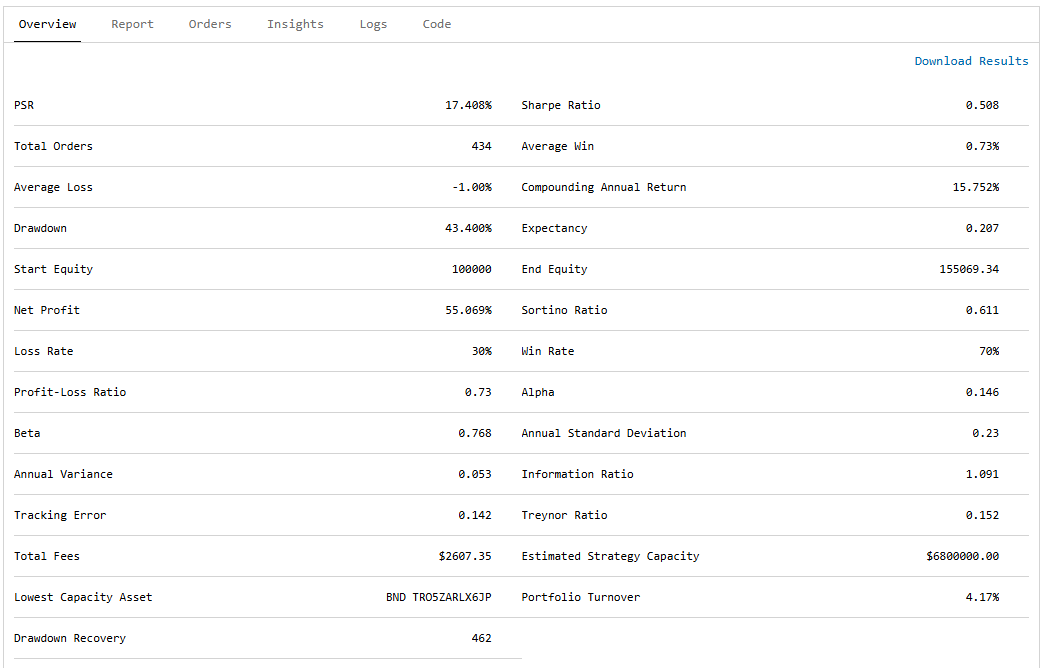 Overview Report Orders Insights Logs Code
Download Results
PSR 17.408% Sharpe Ratio 0.508
Total Orders 434 Average Win 0.73%
Average Loss -1.00% Compounding Annual Return 15.752%
Drawdown 43.400% Expectancy 0.207
Start Equity 100000 End Equity 155069.34
Net Profit 55.069% Sortino Ratio 0.611
Loss Rate 30% Win Rate 70%
Profit-Loss Ratio 0.73 Alpha 0.146
Beta 0.768 Annual Standard Deviation 0.23
Annual Variance 0.053 Information Ratio 1.091
Tracking Error 0.142 Treynor Ratio 0.152
Total Fees $2607.35 Estimated Strategy Capacity $6800000.00
Lowest Capacity Asset BND TRO5ZARLX6JP Portfolio Turnover 4.17%
Drawdown Recovery 462